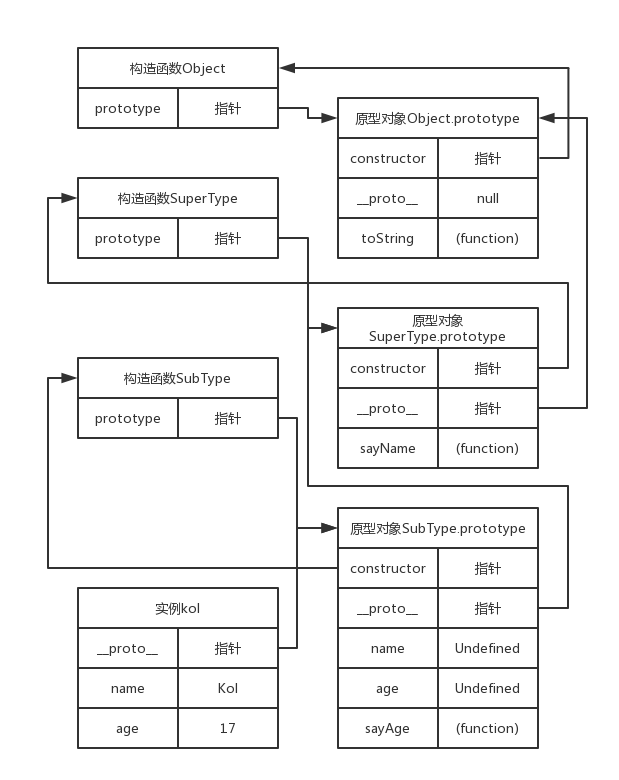 构造函数Object
prototype 指针
原型对象Object.prototype
constructor 指针
__proto__ null
toString (function)
构造函数SuperType
prototype 指针
原型对象
SuperType.prototype
constructor 指针
__proto__ 指针
sayName (function)
构造函数SubType
prototype 指针
原型对象SubType.prototype
constructor 指针
__proto__ 指针
name Undefined
age Undefined
sayAge (function)
实例kol
__proto__ 指针
name Kol
age 17